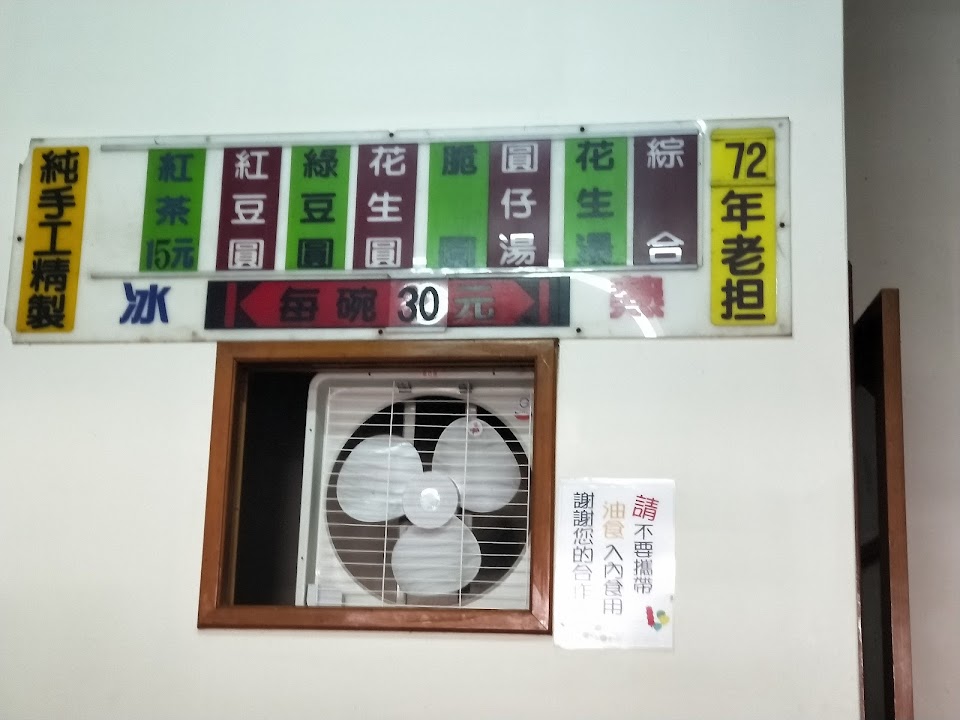 72年老担
綜合
花生湯
圓仔湯
脆圓
花生圓
綠豆圓
紅豆圓
紅茶15元
純手工精製
冰
每碗30元
熱
請不要攜帶
油食入內食用
謝謝您的合作